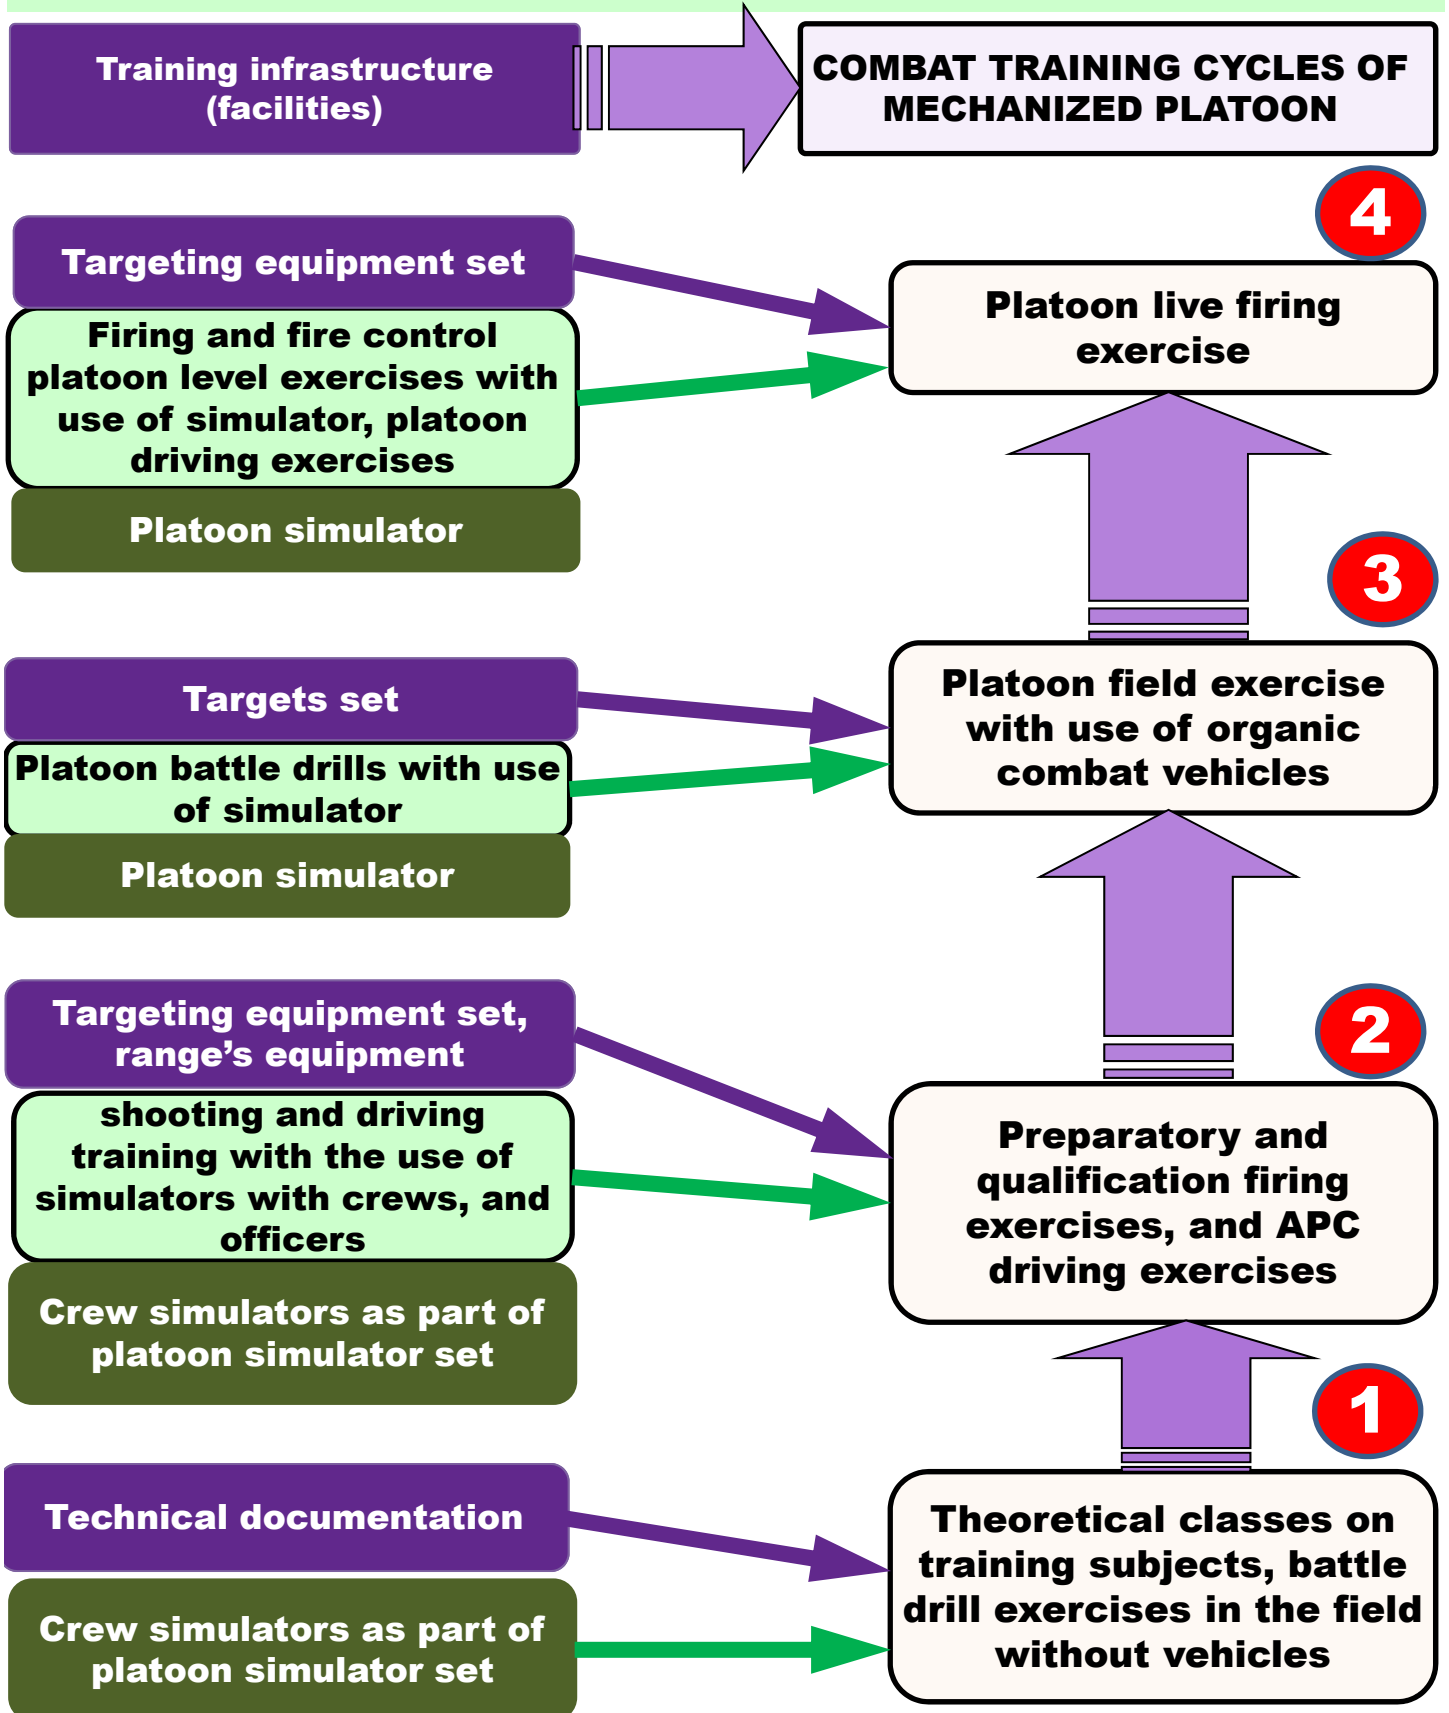 Training infrastructure
(facilities)
COMBAT TRAINING CYCLES OF
MECHANIZED PLATOON
4
Targeting equipment set
Firing and fire control
platoon level exercises with
use of simulator, platoon
driving exercises
Platoon simulator
Platoon live firing
exercise
3
Targets set
Platoon battle drills with use
of simulator
Platoon simulator
Platoon field exercise
with use of organic
combat vehicles
2
Targeting equipment set,
range’s equipment
shooting and driving
training with the use of
simulators with crews, and
officers
Crew simulators as part of
platoon simulator set
Preparatory and
qualification firing
exercises, and APC
driving exercises
1
Technical documentation
Crew simulators as part of
platoon simulator set
Theoretical classes on
training subjects, battle
drill exercises in the field
without vehicles